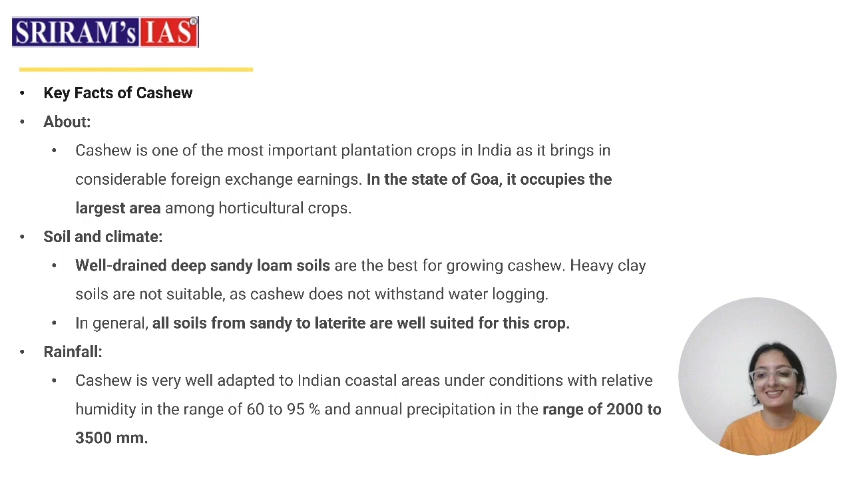 SRIRAM's IAS®
• Key Facts of Cashew
• About:
• Cashew is one of the most important plantation crops in India as it brings in
considerable foreign exchange earnings. In the state of Goa, it occupies the
largest area among horticultural crops.
• Soil and climate:
• Well-drained deep sandy loam soils are the best for growing cashew. Heavy clay
soils are not suitable, as cashew does not withstand water logging.
• In general, all soils from sandy to laterite are well suited for this crop.
• Rainfall:
• Cashew is very well adapted to Indian coastal areas under conditions with relative
humidity in the range of 60 to 95 % and annual precipitation in the range of 2000 to
3500 mm.